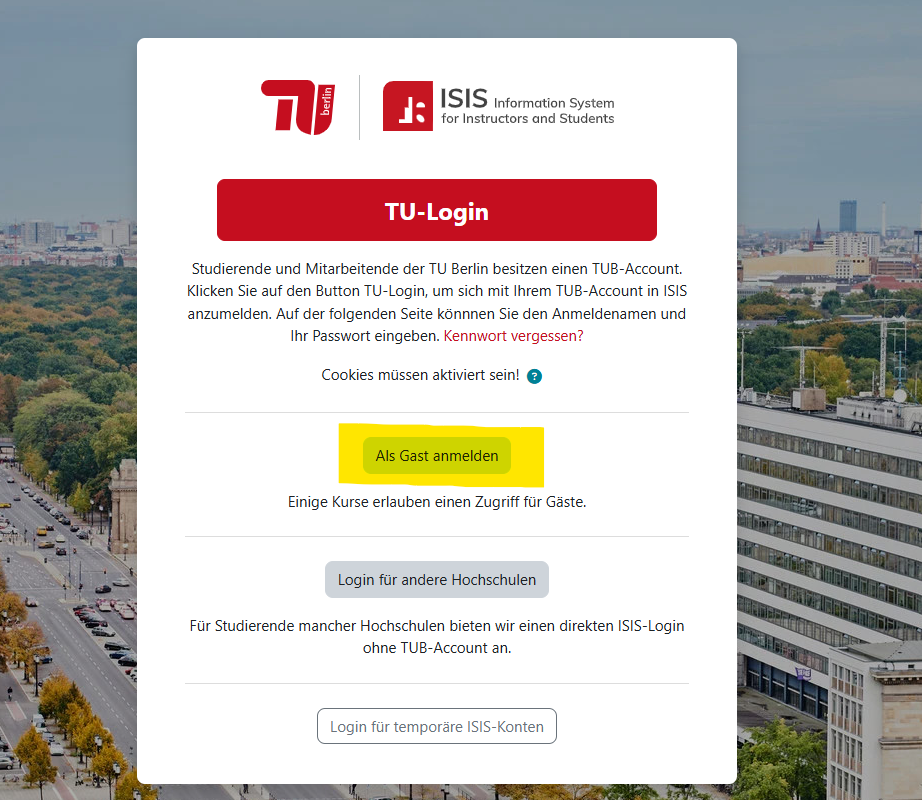 berlin
ISIS Information System
for Instructors and Students
TU-Login
Studierende und Mitarbeitende der TU Berlin besitzen einen TUB-Account.
Klicken Sie auf den Button TU-Login, um sich mit Ihrem TUB-Account in ISIS
anzumelden. Auf der folgenden Seite könnnen Sie den Anmeldenamen und
Ihr Passwort eingeben. Kennwort vergessen?
Cookies müssen aktiviert sein! ?
Als Gast anmelden
Einige Kurse erlauben einen Zugriff für Gäste.
Login für andere Hochschulen
Für Studierende mancher Hochschulen bieten wir einen direkten ISIS-Login
ohne TUB-Account an.
Login für temporäre ISIS-Konten